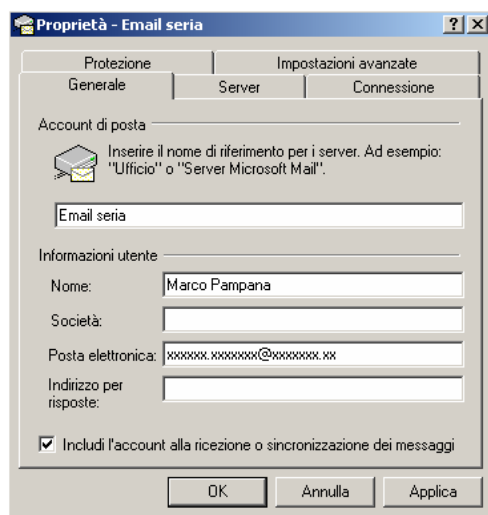 Proprietà - Email seria
Protezione
Impostazioni avanzate
Generale
Server
Connessione
Account di posta
Inserire il nome di riferimento per i server. Ad esempio:
"Ufficio" o "Server Microsoft Mail".
Email seria
Informazioni utente
Nome:
Marco Pampana
Società:
Posta elettronica:
xxxxxx.xxxxxxx@xxxxxxx.xx
Indirizzo per
risposte:
Includi l'account alla ricezione o sincronizzazione dei messaggi
OK
Annulla
Applica